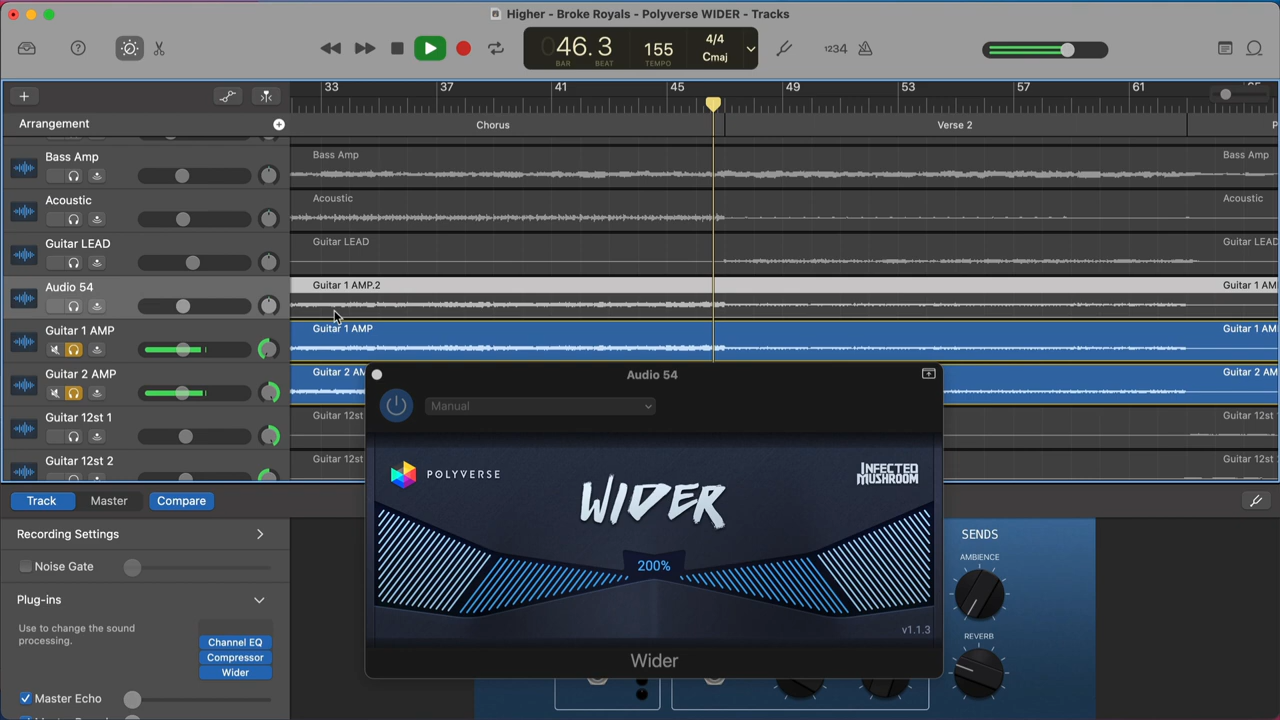 Higher - Broke Royals - Polyverse WIDER - Tracks
046.3
BAR BEAT
155
TEMPO
4/4
Cmaj
1234
33 37 41 45 49 53 57 61
Arrangement
Chorus
Verse 2
Bass Amp
Bass Amp
Bass Amp
Acoustic
Acoustic
Acoustic
Guitar LEAD
Guitar LEAD
Guitar LEAD
Audio 54
Guitar 1 AMP.2
Guitar 1 AM
Guitar 1 AMP
Guitar 1 AMP
Guitar 1 AM
Guitar 2 AMP
Guitar 2 AM
Guitar 2 AM
Guitar 12st 1
Guitar 12st
Guitar 12st
Guitar 12st 2
Guitar 12st
Guitar 12st
Audio 54
Manual
POLYVERSE
INFECTED
MUSHROOM
WIDER
200%
v1.1.3
Wider
Track
Master
Compare
Recording Settings
Noise Gate
Plug-ins
Use to change the sound
processing.
Channel EQ
Compressor
Wider
Master Echo
SENDS
AMBIENCE
REVERB